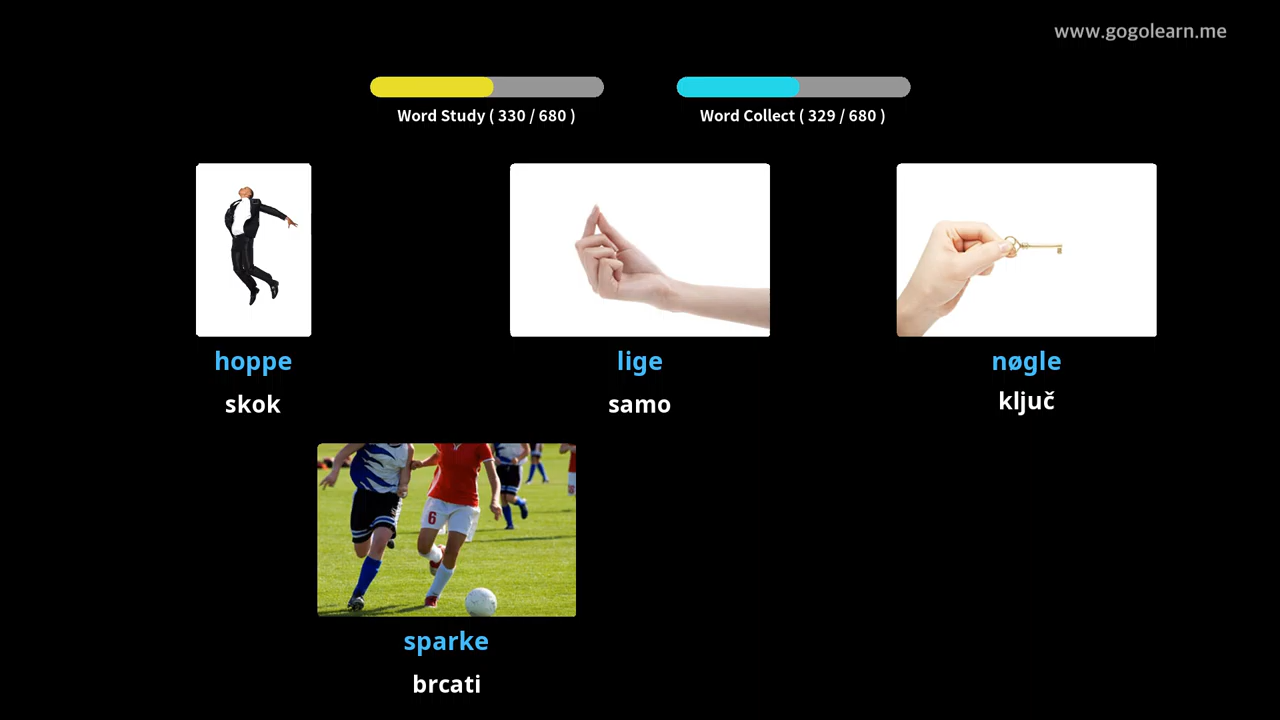 www.gogolearn.me
Word Study ( 330 / 680 )
Word Collect ( 329 / 680 )
hoppe
skok
lige
samo
nøgle
ključ
6
sparke
brcati